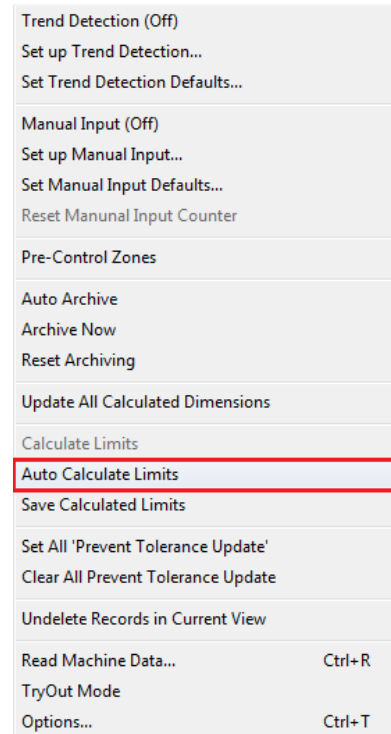 Trend Detection (Off)
Set up Trend Detection...
Set Trend Detection Defaults...
Manual Input (Off)
Set up Manual Input...
Set Manual Input Defaults...
Reset Manunal Input Counter
Pre-Control Zones
Auto Archive
Archive Now
Reset Archiving
Update All Calculated Dimensions
Calculate Limits
Auto Calculate Limits
Save Calculated Limits
Set All 'Prevent Tolerance Update'
Clear All Prevent Tolerance Update
Undelete Records in Current View
Read Machine Data... Ctrl+R
TryOut Mode
Options... Ctrl+T